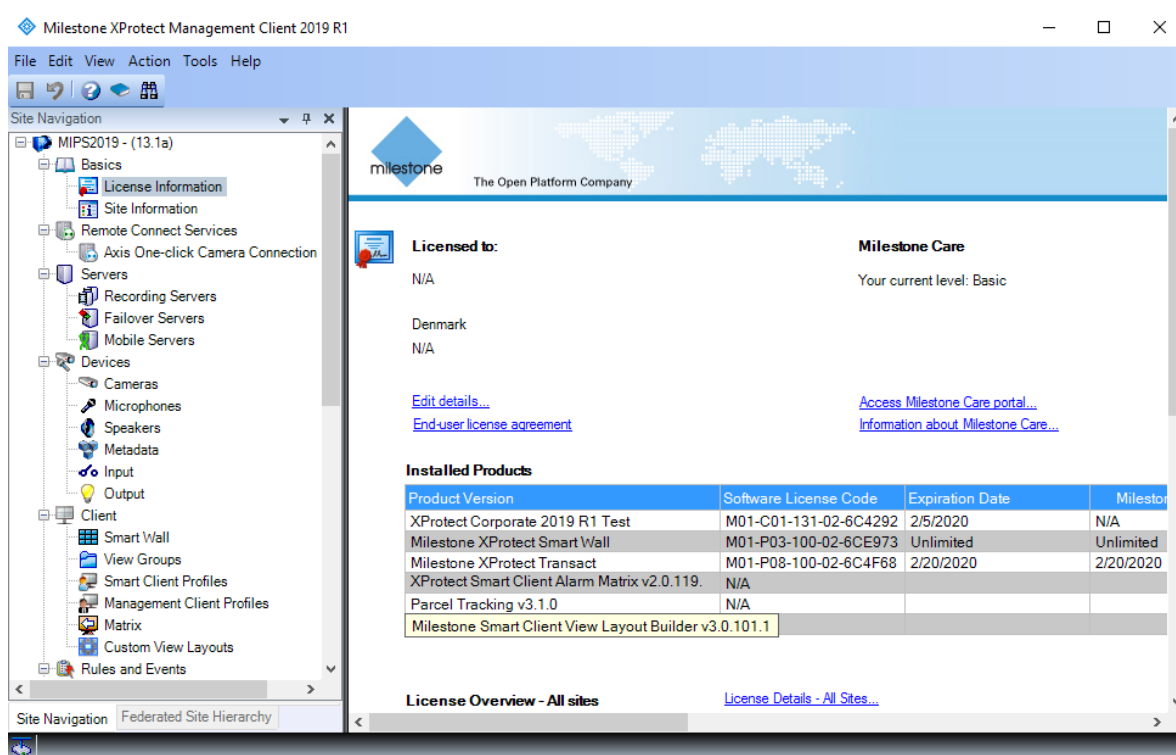 Milestone XProtect Management Client 2019 R1
File Edit View Action Tools Help
Site Navigation
MIPS2019 - (13.1a)
Basics
License Information
Site Information
Remote Connect Services
Axis One-click Camera Connection
Servers
Recording Servers
Failover Servers
Mobile Servers
Devices
Cameras
Microphones
Speakers
Metadata
Input
Output
Client
Smart Wall
View Groups
Smart Client Profiles
Management Client Profiles
Matrix
Custom View Layouts
Rules and Events
Site Navigation Federated Site Hierarchy
milestone
The Open Platform Company
Licensed to:
N/A
Denmark
N/A
Edit details...
End-user license agreement
Milestone Care
Your current level: Basic
Access Milestone Care portal...
Information about Milestone Care...
Installed Products
Product Version Software License Code Expiration Date Mileston
XProtect Corporate 2019 R1 Test M01-C01-131-02-6C4292 2/5/2020 N/A
Milestone XProtect Smart Wall M01-P03-100-02-6CE973 Unlimited Unlimited
Milestone XProtect Transact M01-P08-100-02-6C4F68 2/20/2020 2/20/2020
XProtect Smart Client Alarm Matrix v2.0.119. N/A
Parcel Tracking v3.1.0 N/A
Milestone Smart Client View Layout Builder v3.0.101.1
License Overview - All sites License Details - All Sites...